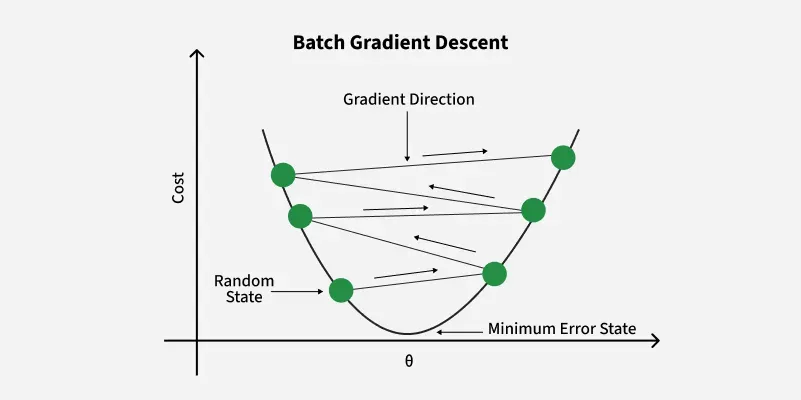 Batch Gradient Descent
Gradient Direction
Cost
Random
State
Minimum Error State
θ